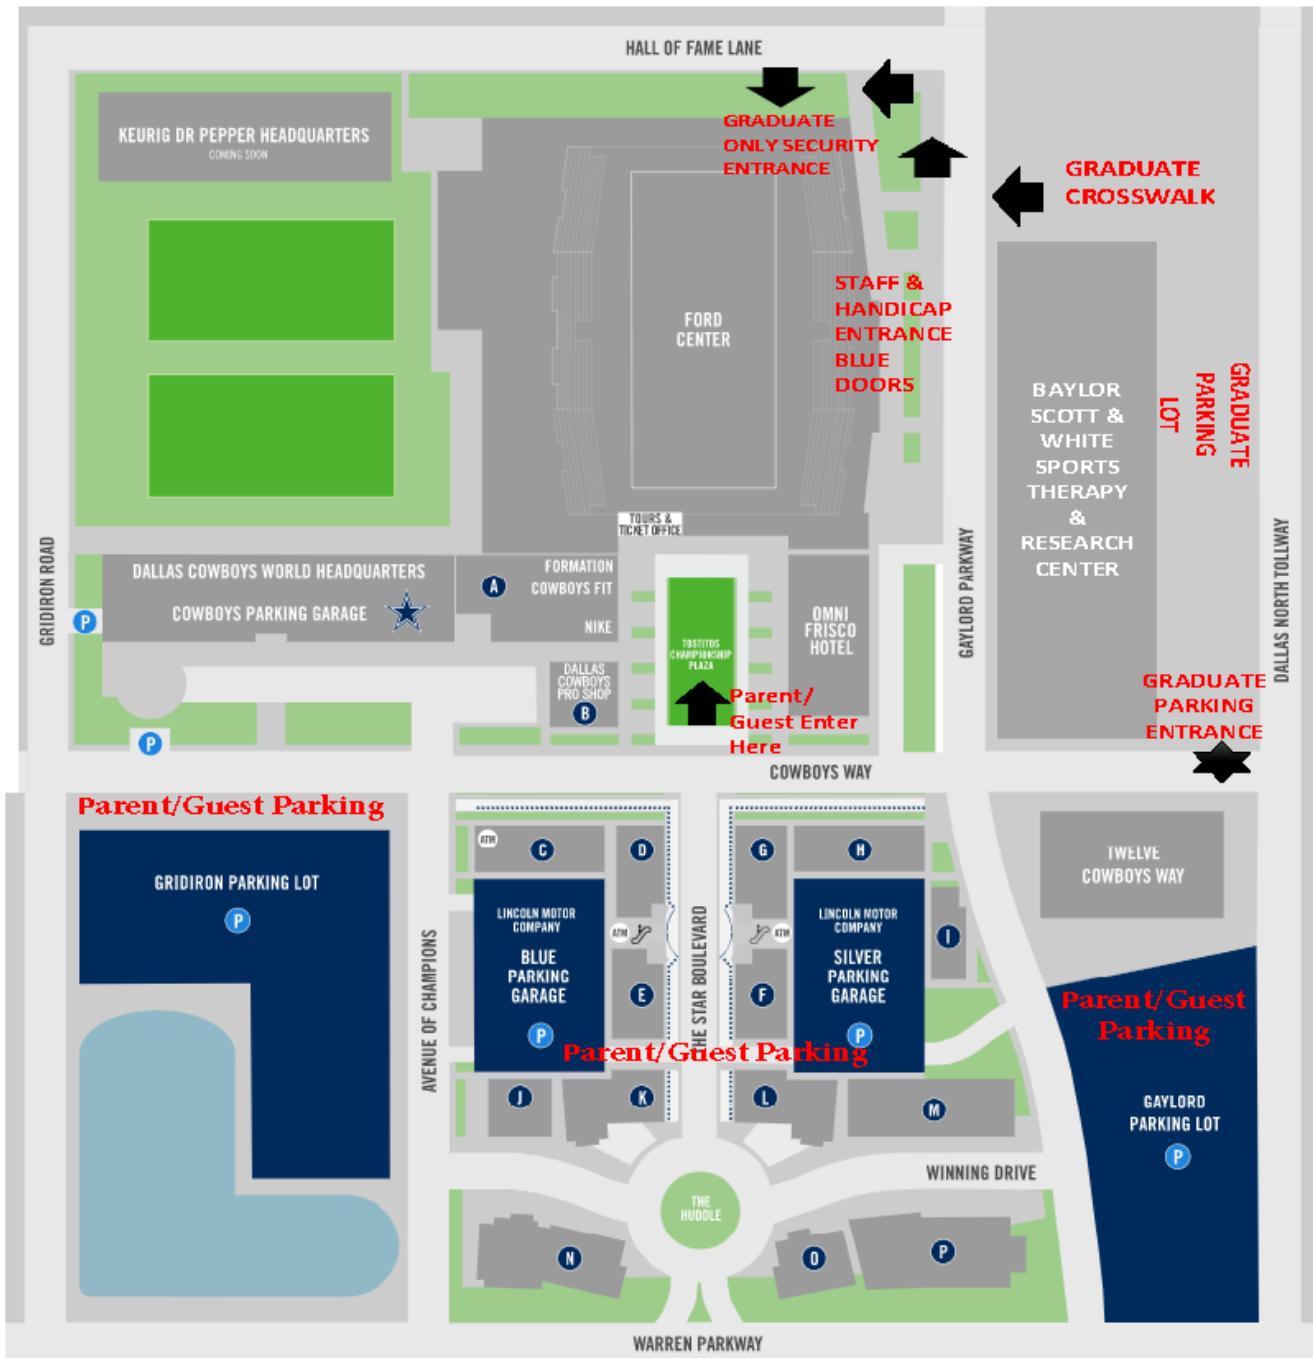 HALL OF FAME LANE
KEURIG DR PEPPER HEADQUARTERS
COMING SOON
GRADUATE
ONLY SECURITY
ENTRANCE
GRADUATE
CROSSWALK
STAFF &
HANDICAP
ENTRANCE
BLUE
DOORS
FORD
CENTER
BAYLOR
SCOTT &
WHITE
SPORTS
THERAPY
&
RESEARCH
CENTER
GRADUATE
PARKING
LOT
TOURS &
TICKET OFFICE
GRIDIRON ROAD
GAYLORD PARKWAY
DALLAS NORTH TOLLWAY
DALLAS COWBOYS WORLD HEADQUARTERS
COWBOYS PARKING GARAGE
P
A
FORMATION
COWBOYS FIT
NIKE
TOSTITOS
CHAMPIONSHIP
PLAZA
OMNI
FRISCO
HOTEL
DALLAS
COWBOYS
PRO SHOP
B
P
Parent/
Guest Enter
Here
GRADUATE
PARKING
ENTRANCE
COWBOYS WAY
Parent/Guest Parking
GRIDIRON PARKING LOT
P
ATM
C
D
G
H
TWELVE
COWBOYS WAY
LINCOLN MOTOR
COMPANY
BLUE
PARKING
GARAGE
P
ATM
E
AVENUE OF CHAMPIONS
THE STAR BOULEVARD
ATM
F
LINCOLN MOTOR
COMPANY
SILVER
PARKING
GARAGE
P
I
Parent/Guest Parking
Parent/Guest
Parking
GAYLORD
PARKING LOT
P
J
K
L
M
WINNING DRIVE
THE
HUDDLE
N
O
P
WARREN PARKWAY